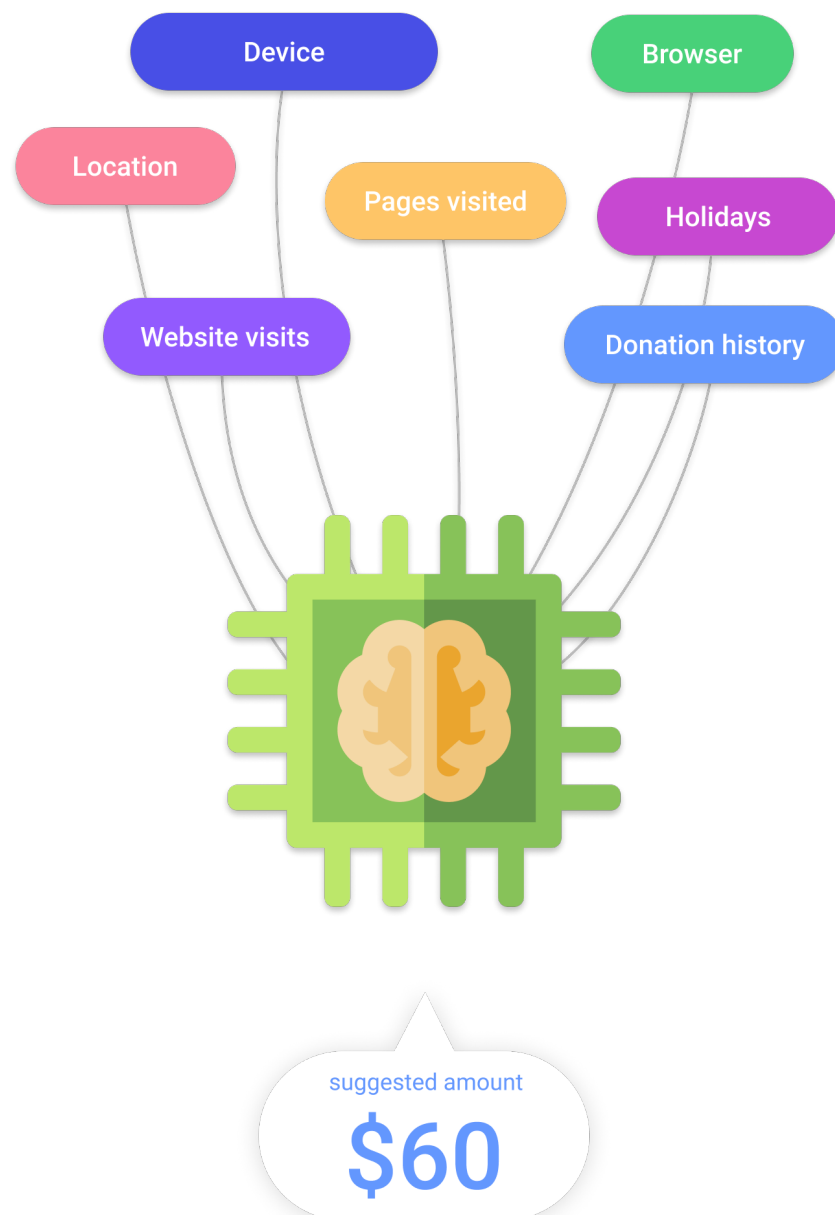 Device
Browser
Location
Pages visited
Holidays
Website visits
Donation history
suggested amount
$60